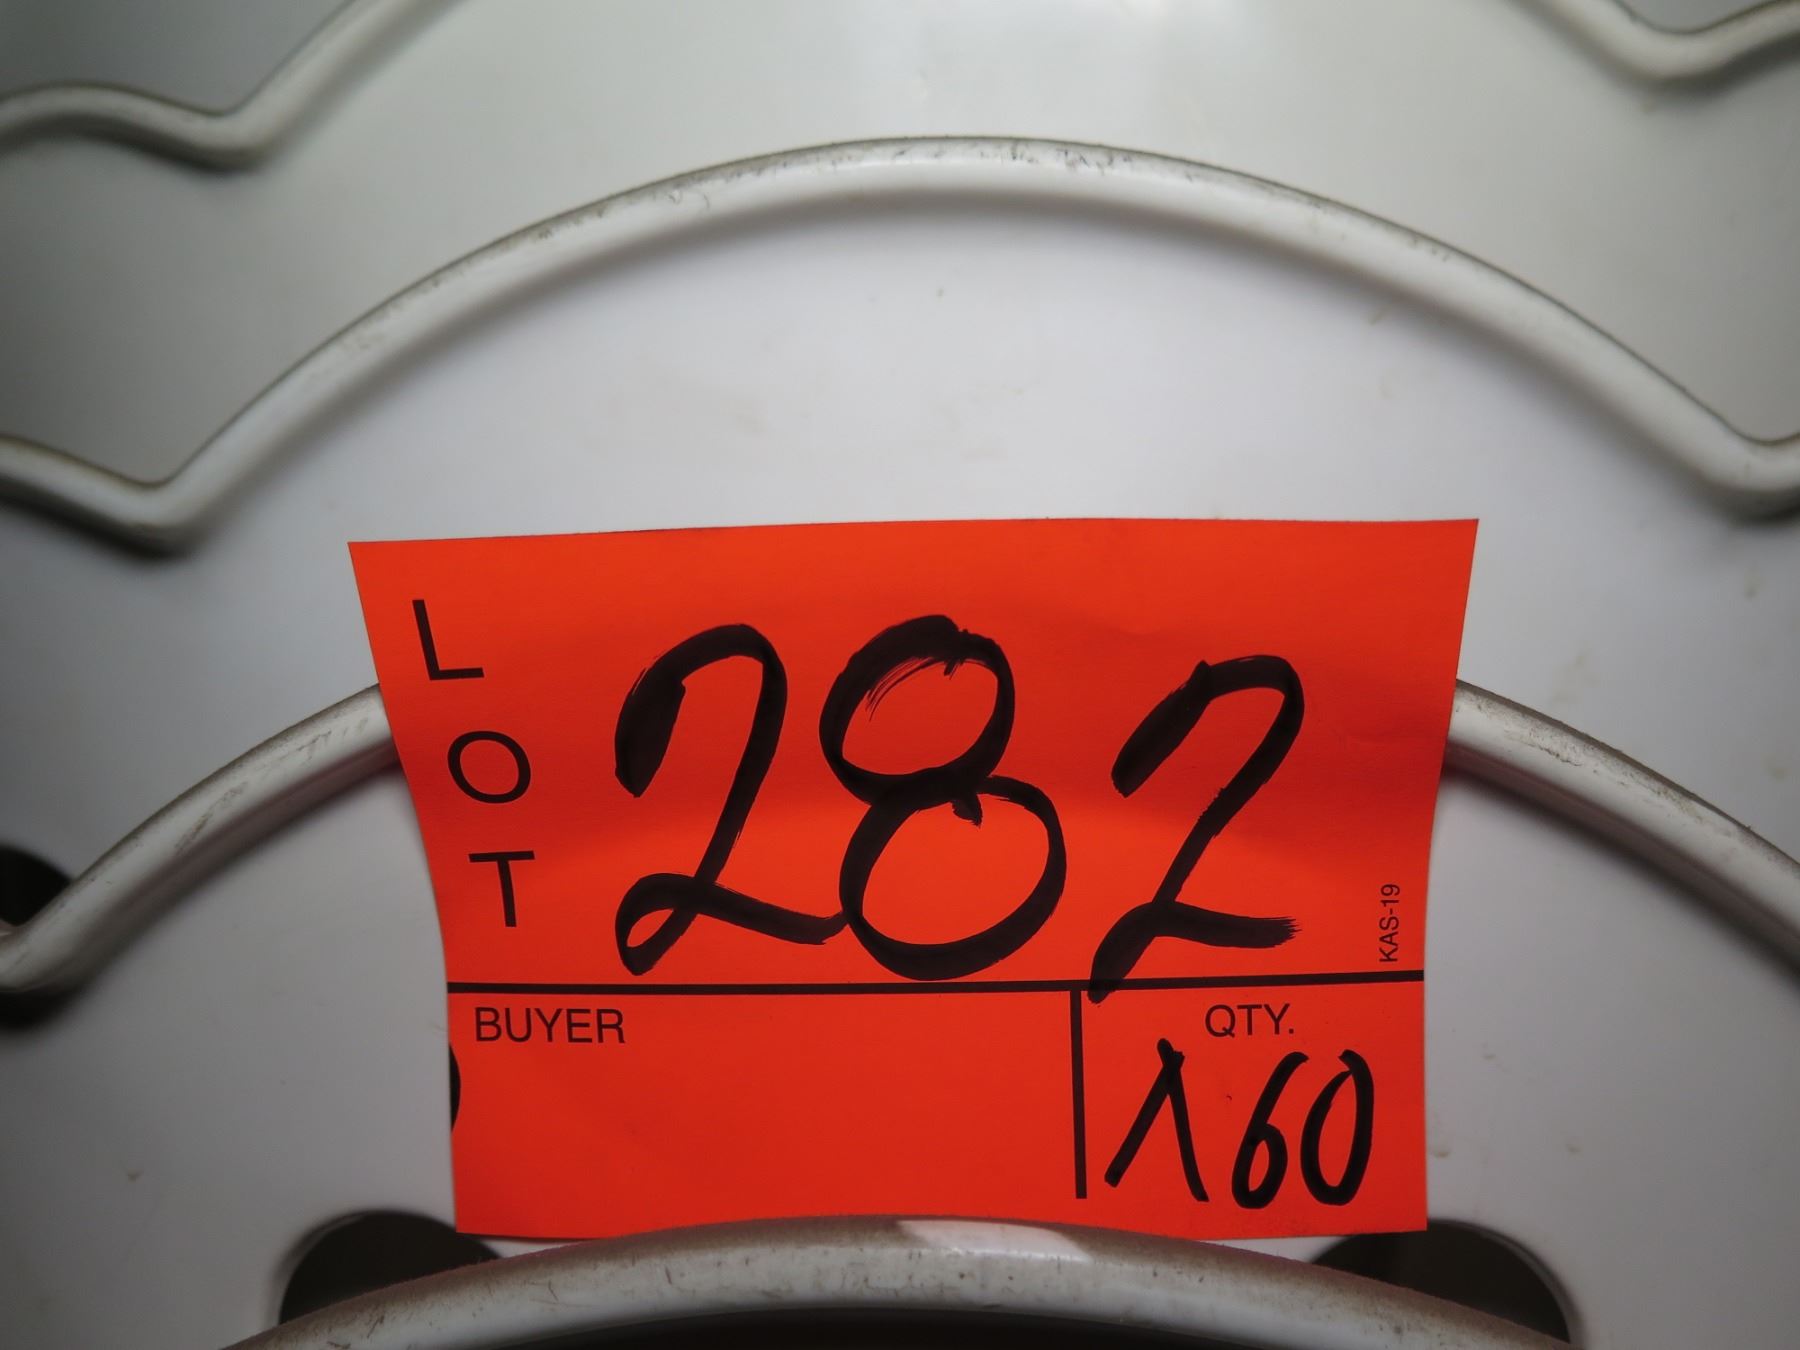 LOT 282
KAS-19
BUYER
QTY.
160